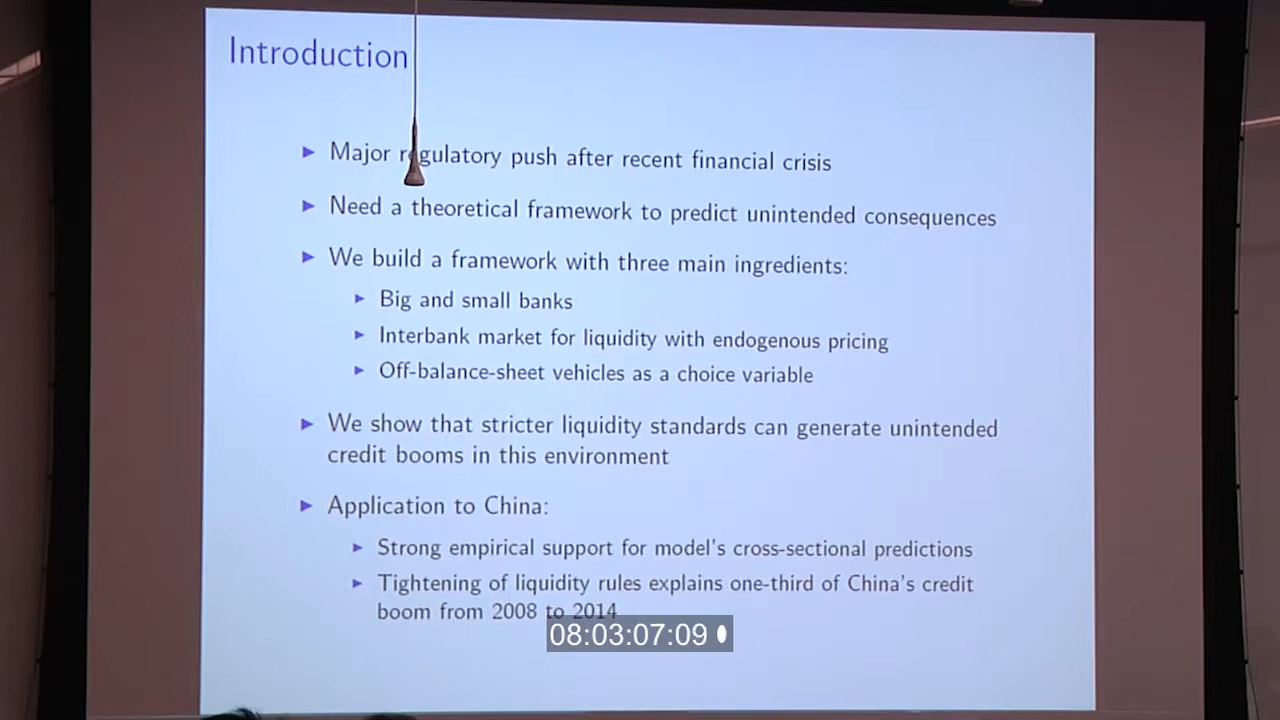 Introduction
► Major regulatory push after recent financial crisis
► Need a theoretical framework to predict unintended consequences
► We build a framework with three main ingredients:
► Big and small banks
► Interbank market for liquidity with endogenous pricing
► Off-balance-sheet vehicles as a choice variable
► We show that stricter liquidity standards can generate unintended
credit booms in this environment
► Application to China:
► Strong empirical support for model's cross-sectional predictions
► Tightening of liquidity rules explains one-third of China's credit
boom from 2008 to 2014
08:03:07:09